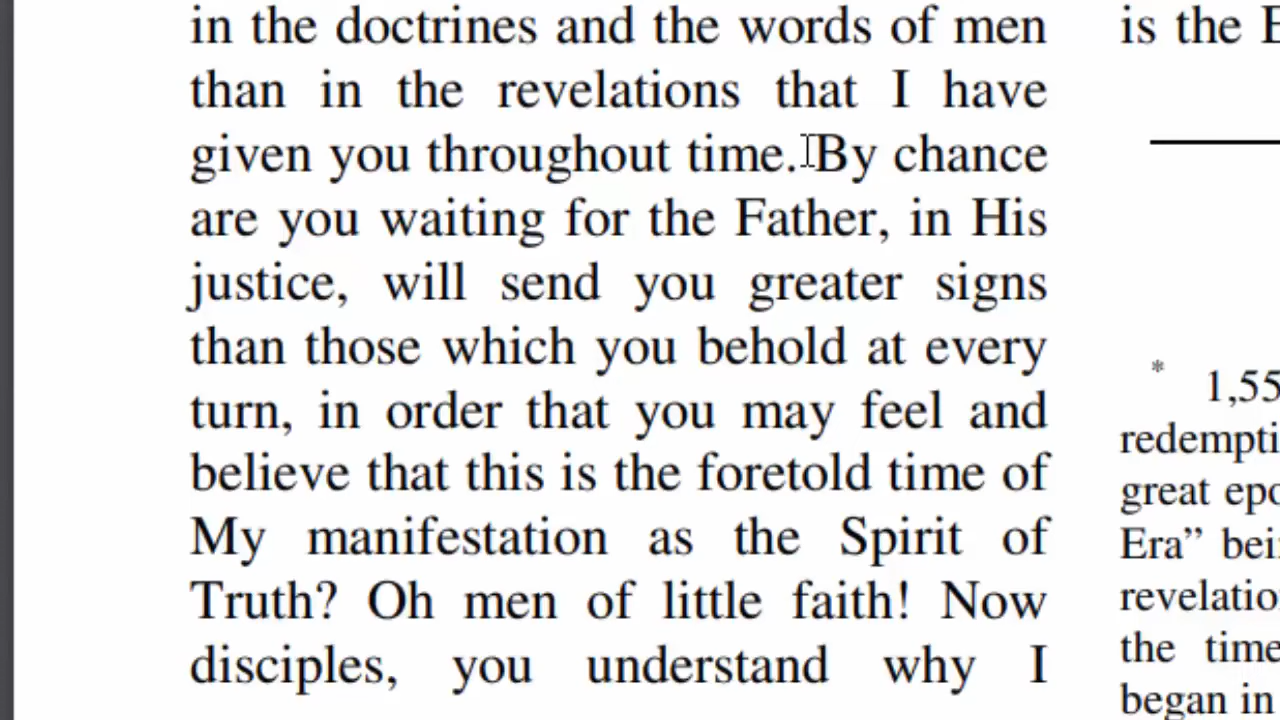 in the doctrines and the words of men
than in the revelations that I have
given you throughout time. By chance
are you waiting for the Father, in His
justice, will send you greater signs
than those which you behold at every
turn, in order that you may feel and
believe that this is the foretold time of
My manifestation as the Spirit of
Truth? Oh men of little faith! Now
disciples, you understand why I
is the
*
1,55
redempti
great epo
Era” bei
revelatio
the time
began in